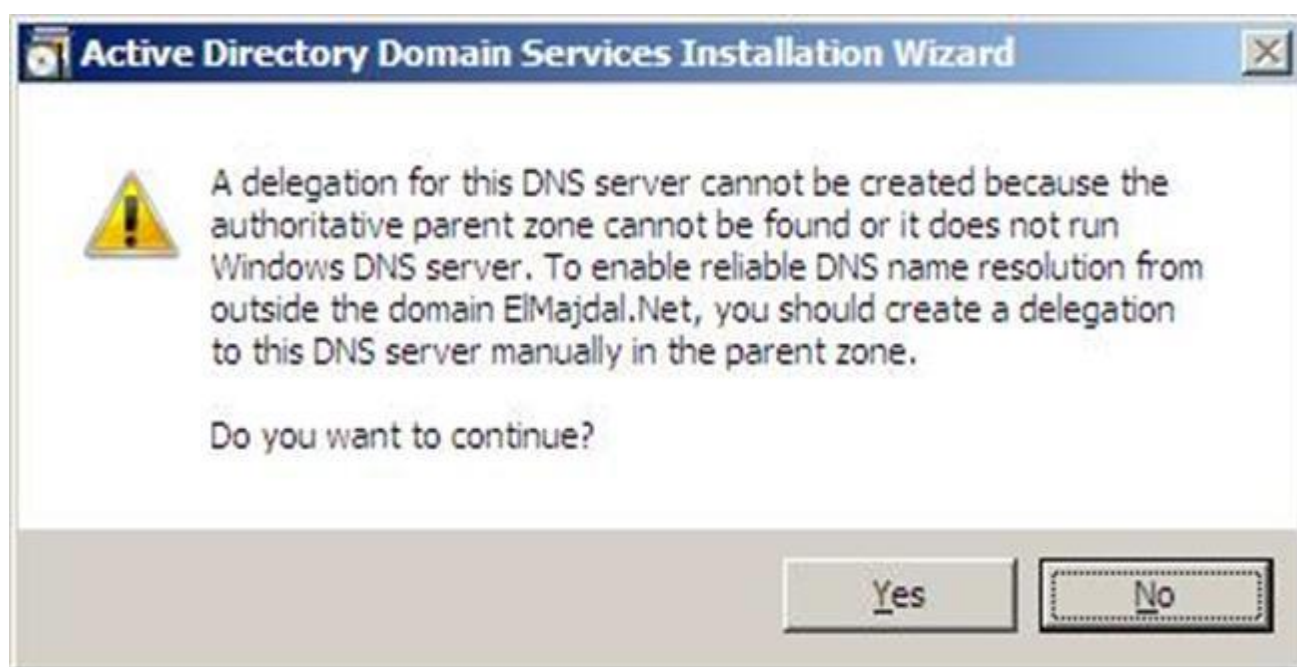 Active Directory Domain Services Installation Wizard
A delegation for this DNS server cannot be created because the
authoritative parent zone cannot be found or it does not run
Windows DNS server. To enable reliable DNS name resolution from
outside the domain ElMajdal.Net, you should create a delegation
to this DNS server manually in the parent zone.
Do you want to continue?
Yes
No